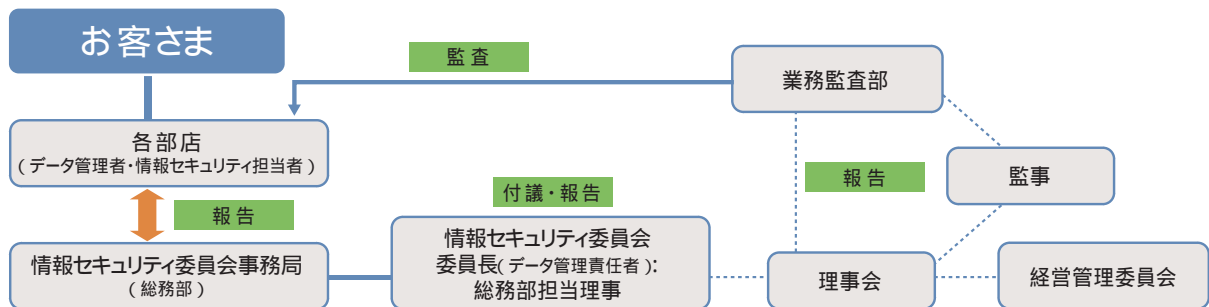 お客さま
監査
業務監査部
各部店
(データ管理者・情報セキュリティ担当者)
報告
監事
付議・報告
報告
情報セキュリティ委員会事務局
(総務部)
情報セキュリティ委員会
委員長(データ管理責任者):
総務部担当理事
理事会
経営管理委員会